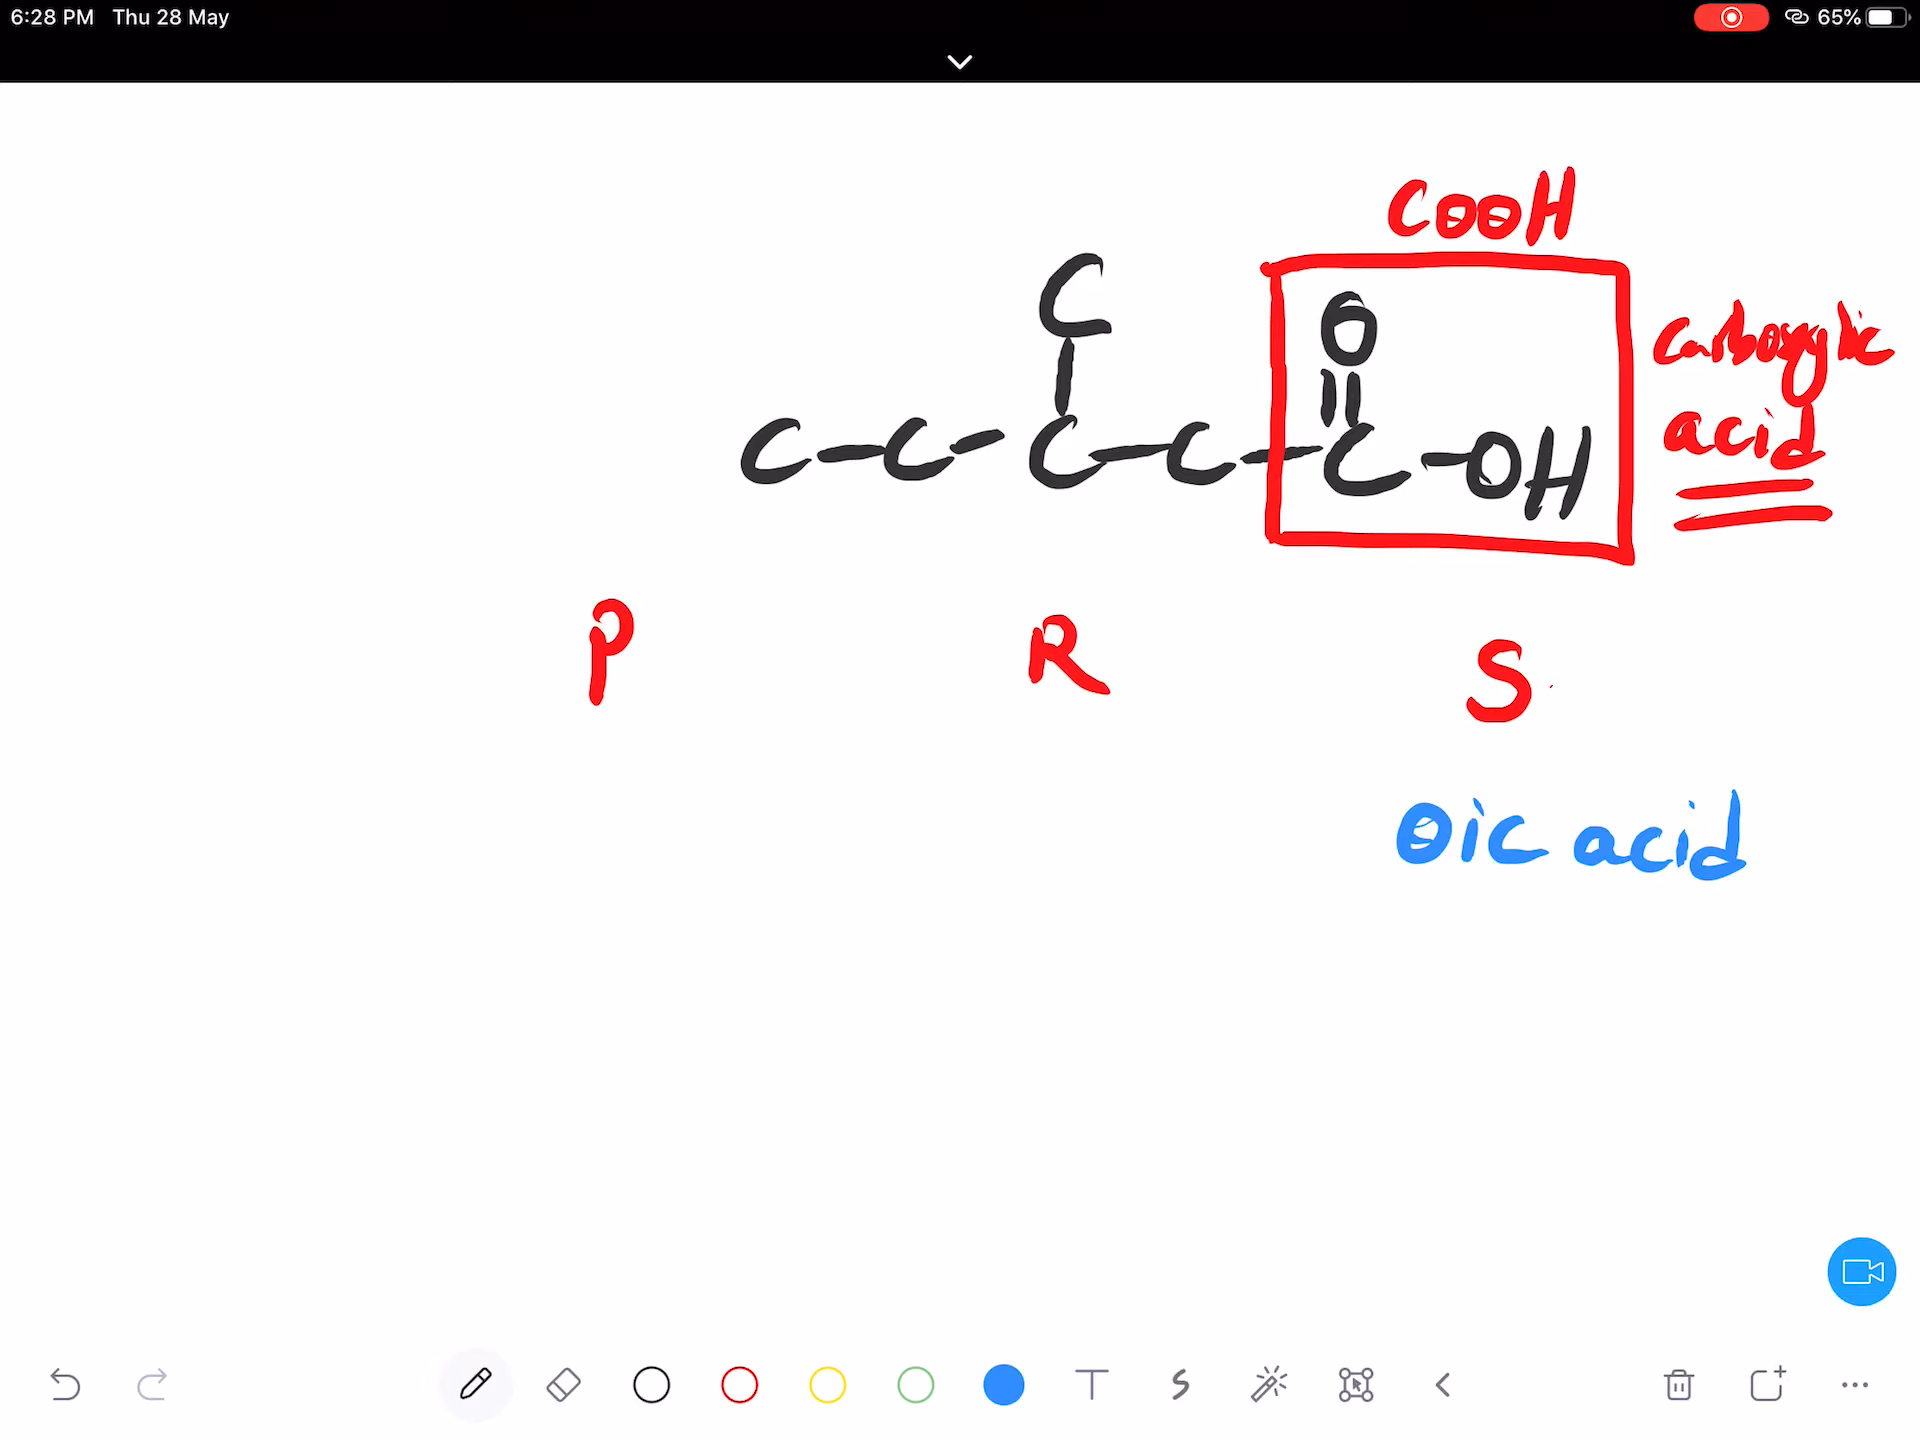 6:28 PM Thu 28 May
65%
COOH
C O
C-C-C-C-C-OH
Carboxylic
acid
P R S
Oic acid
T